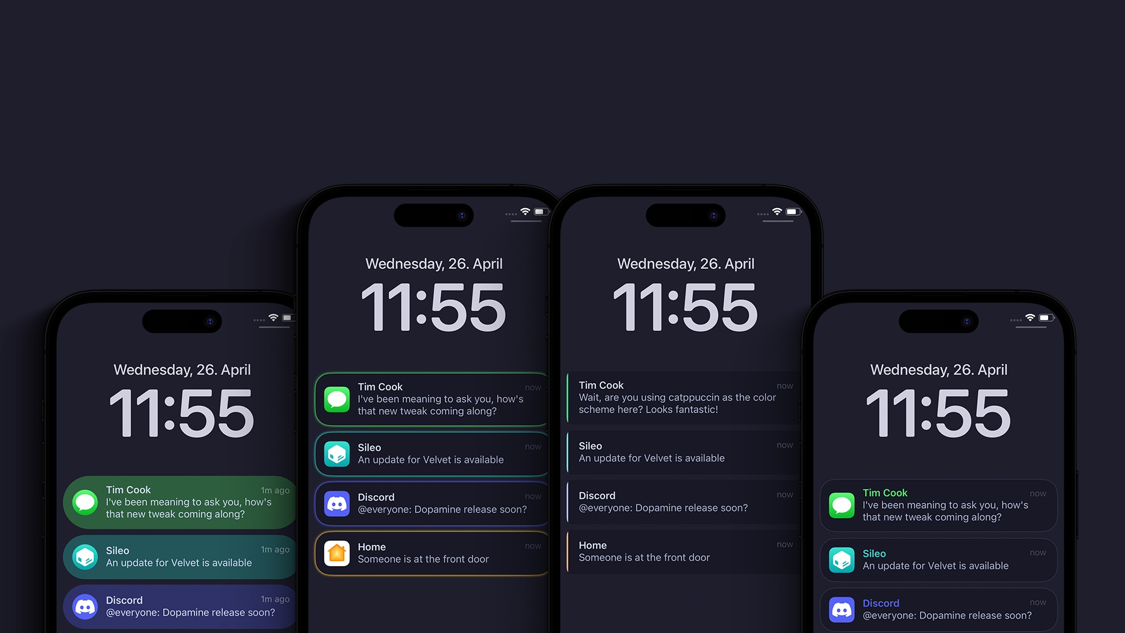 Wednesday, 26. April
11:55
Tim Cook
1m ago
I've been meaning to ask you, how's
that new tweak coming along?
Sileo
1m ago
An update for Velvet is available
Discord
1m ago
@everyone: Dopamine release soon?
Wednesday, 26. April
11:55
Tim Cook
now
I've been meaning to ask you, how's
that new tweak coming along?
Sileo
now
An update for Velvet is available
Discord
now
@everyone: Dopamine release soon?
Home
now
Someone is at the front door
Wednesday, 26. April
11:55
Tim Cook
now
Wait, are you using catppuccin as the color
scheme here? Looks fantastic!
Sileo
now
An update for Velvet is available
Discord
now
@everyone: Dopamine release soon?
Home
now
Someone is at the front door
Wednesday, 26. April
11:55
Tim Cook
now
I've been meaning to ask you, how's
that new tweak coming along?
Sileo
now
An update for Velvet is available
Discord
now
@everyone: Dopamine release soon?